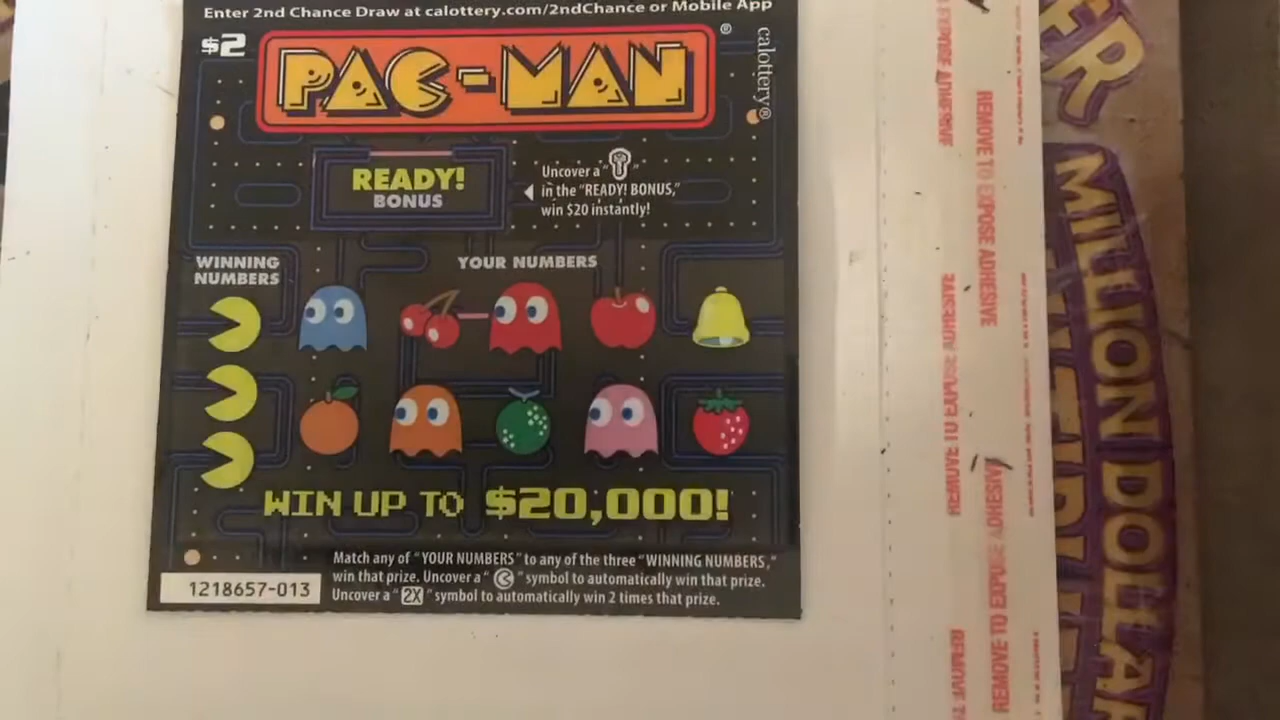 Enter 2nd Chance Draw at calottery.com/2ndChance or Mobile App
$2
PAC-MAN®
calottery®
READY!
BONUS
Uncover a " "
in the "READY! BONUS,"
win $20 instantly!
WINNING
NUMBERS
YOUR NUMBERS
WIN UP TO $20,000!
Match any of "YOUR NUMBERS" to any of the three "WINNING NUMBERS,"
win that prize. Uncover a " " symbol to automatically win that prize.
Uncover a "2X" symbol to automatically win 2 times that prize.
1218657-013
REMOVE TO EXPOSE ADHESIVE
REMOVE TO EXPOSE ADHESIVE
REMOVE TO EXPOSE ADHESIVE
EXPOSE ADHESIVE
ER
MILLION DOLLA